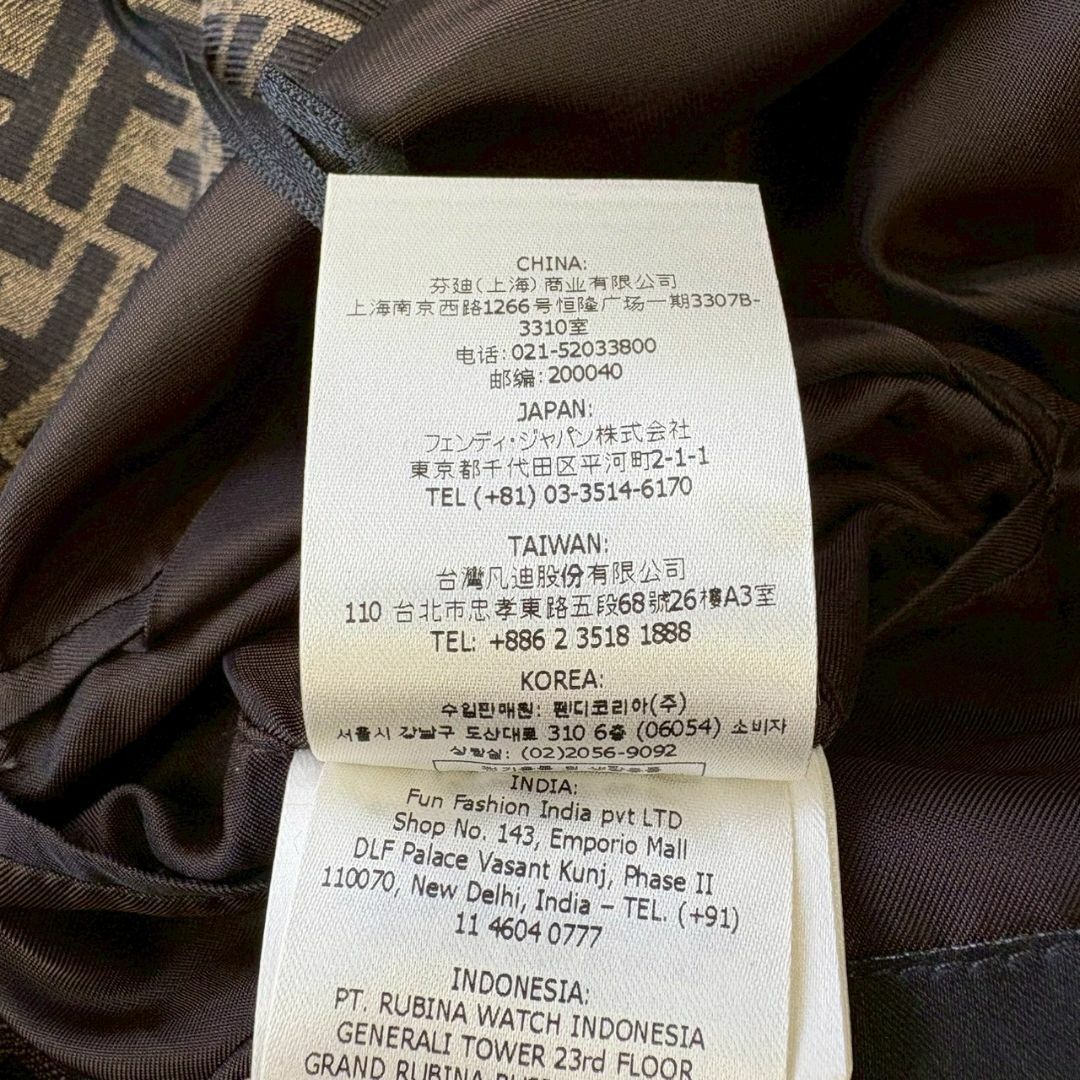 CHINA:
芬迪(上海)商业有限公司
上海南京西路1266号恒隆广场一期3307B-
3310室
电话:021-52033800
邮编:200040
JAPAN:
フェンディ・ジャパン株式会社
東京都千代田区平河町2-1-1
TEL (+81) 03-3514-6170
TAIWAN:
台灣凡迪股份有限公司
110 台北市忠孝東路五段68號26樓A3室
TEL: +886 2 3518 1888
KOREA:
수입판매원: 펜디코리아(주)
서울시 강남구 도산대로 310 6층 (06054) 소비자
상담실: (02)2056-9092
INDIA:
Fun Fashion India pvt LTD
Shop No. 143, Emporio Mall
DLF Palace Vasant Kunj, Phase II
110070, New Delhi, India – TEL. (+91)
11 4604 0777
INDONESIA:
PT. RUBINA WATCH INDONESIA
GENERALI TOWER 23rd FLOOR
GRAND RUBINA